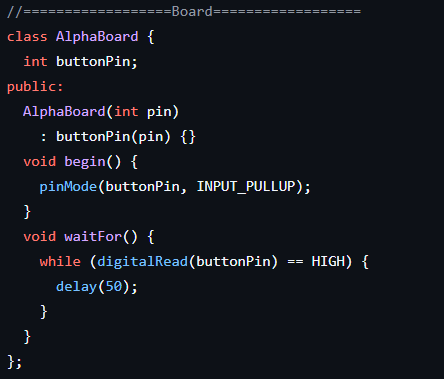 //==================Board==================
class AlphaBoard {
  int buttonPin;
public:
  AlphaBoard(int pin)
    : buttonPin(pin) {}
  void begin() {
    pinMode(buttonPin, INPUT_PULLUP);
  }
  void waitFor() {
    while (digitalRead(buttonPin) == HIGH) {
      delay(50);
    }
  }
};